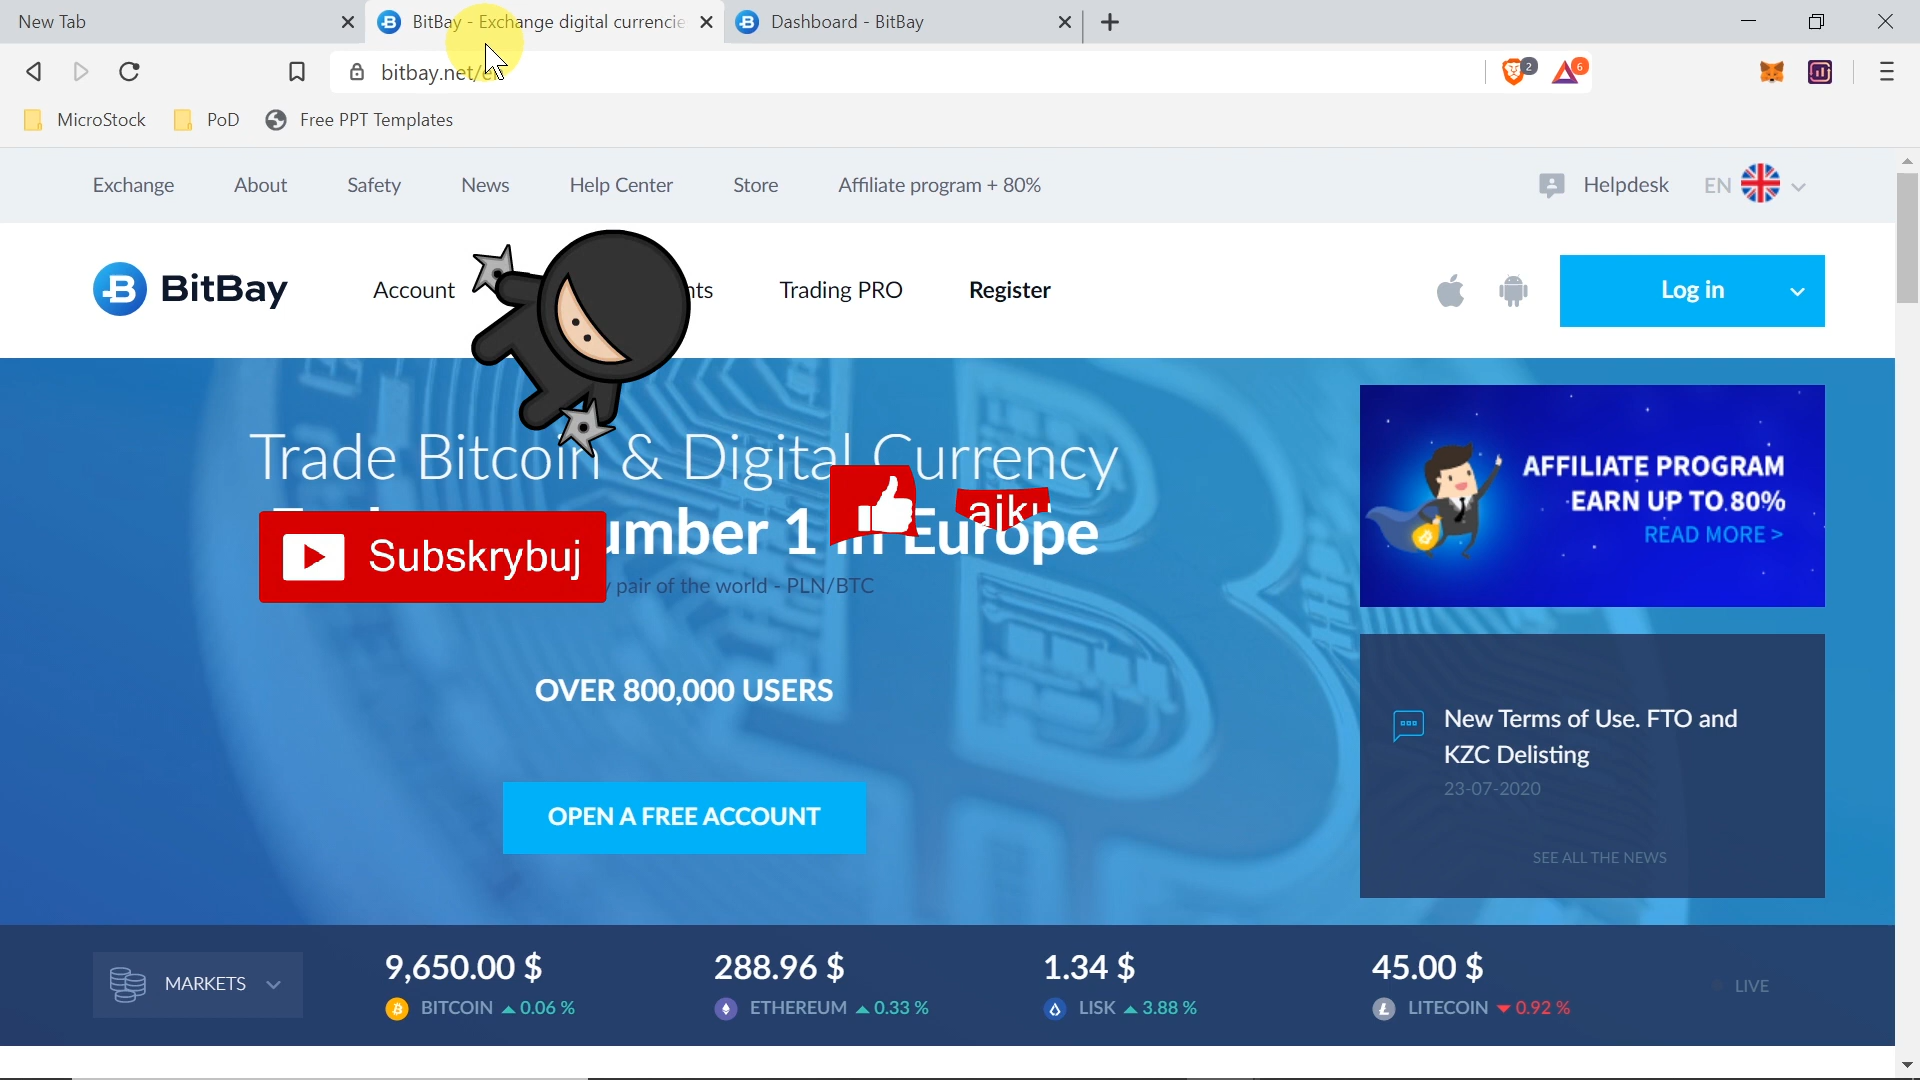 New Tab
BitBay - Exchange digital currencie
Dashboard - BitBay
bitbay.net/en
2
6
MicroStock
PoD
Free PPT Templates
Exchange
About
Safety
News
Help Center
Store
Affiliate program + 80%
Helpdesk
EN
BitBay
Account
nts
Trading PRO
Register
Log in
Trade Bitcoin & Digital Currency
umber 1 in Europe
Subskrybuj
pair of the world - PLN/BTC
OVER 800,000 USERS
OPEN A FREE ACCOUNT
AFFILIATE PROGRAM
EARN UP TO 80%
READ MORE >
New Terms of Use. FTO and
KZC Delisting
23-07-2020
SEE ALL THE NEWS
MARKETS
9,650.00 $
BITCOIN 0.06 %
288.96 $
ETHEREUM 0.33 %
1.34 $
LISK 3.88 %
45.00 $
LITECOIN 0.92 %
LIVE